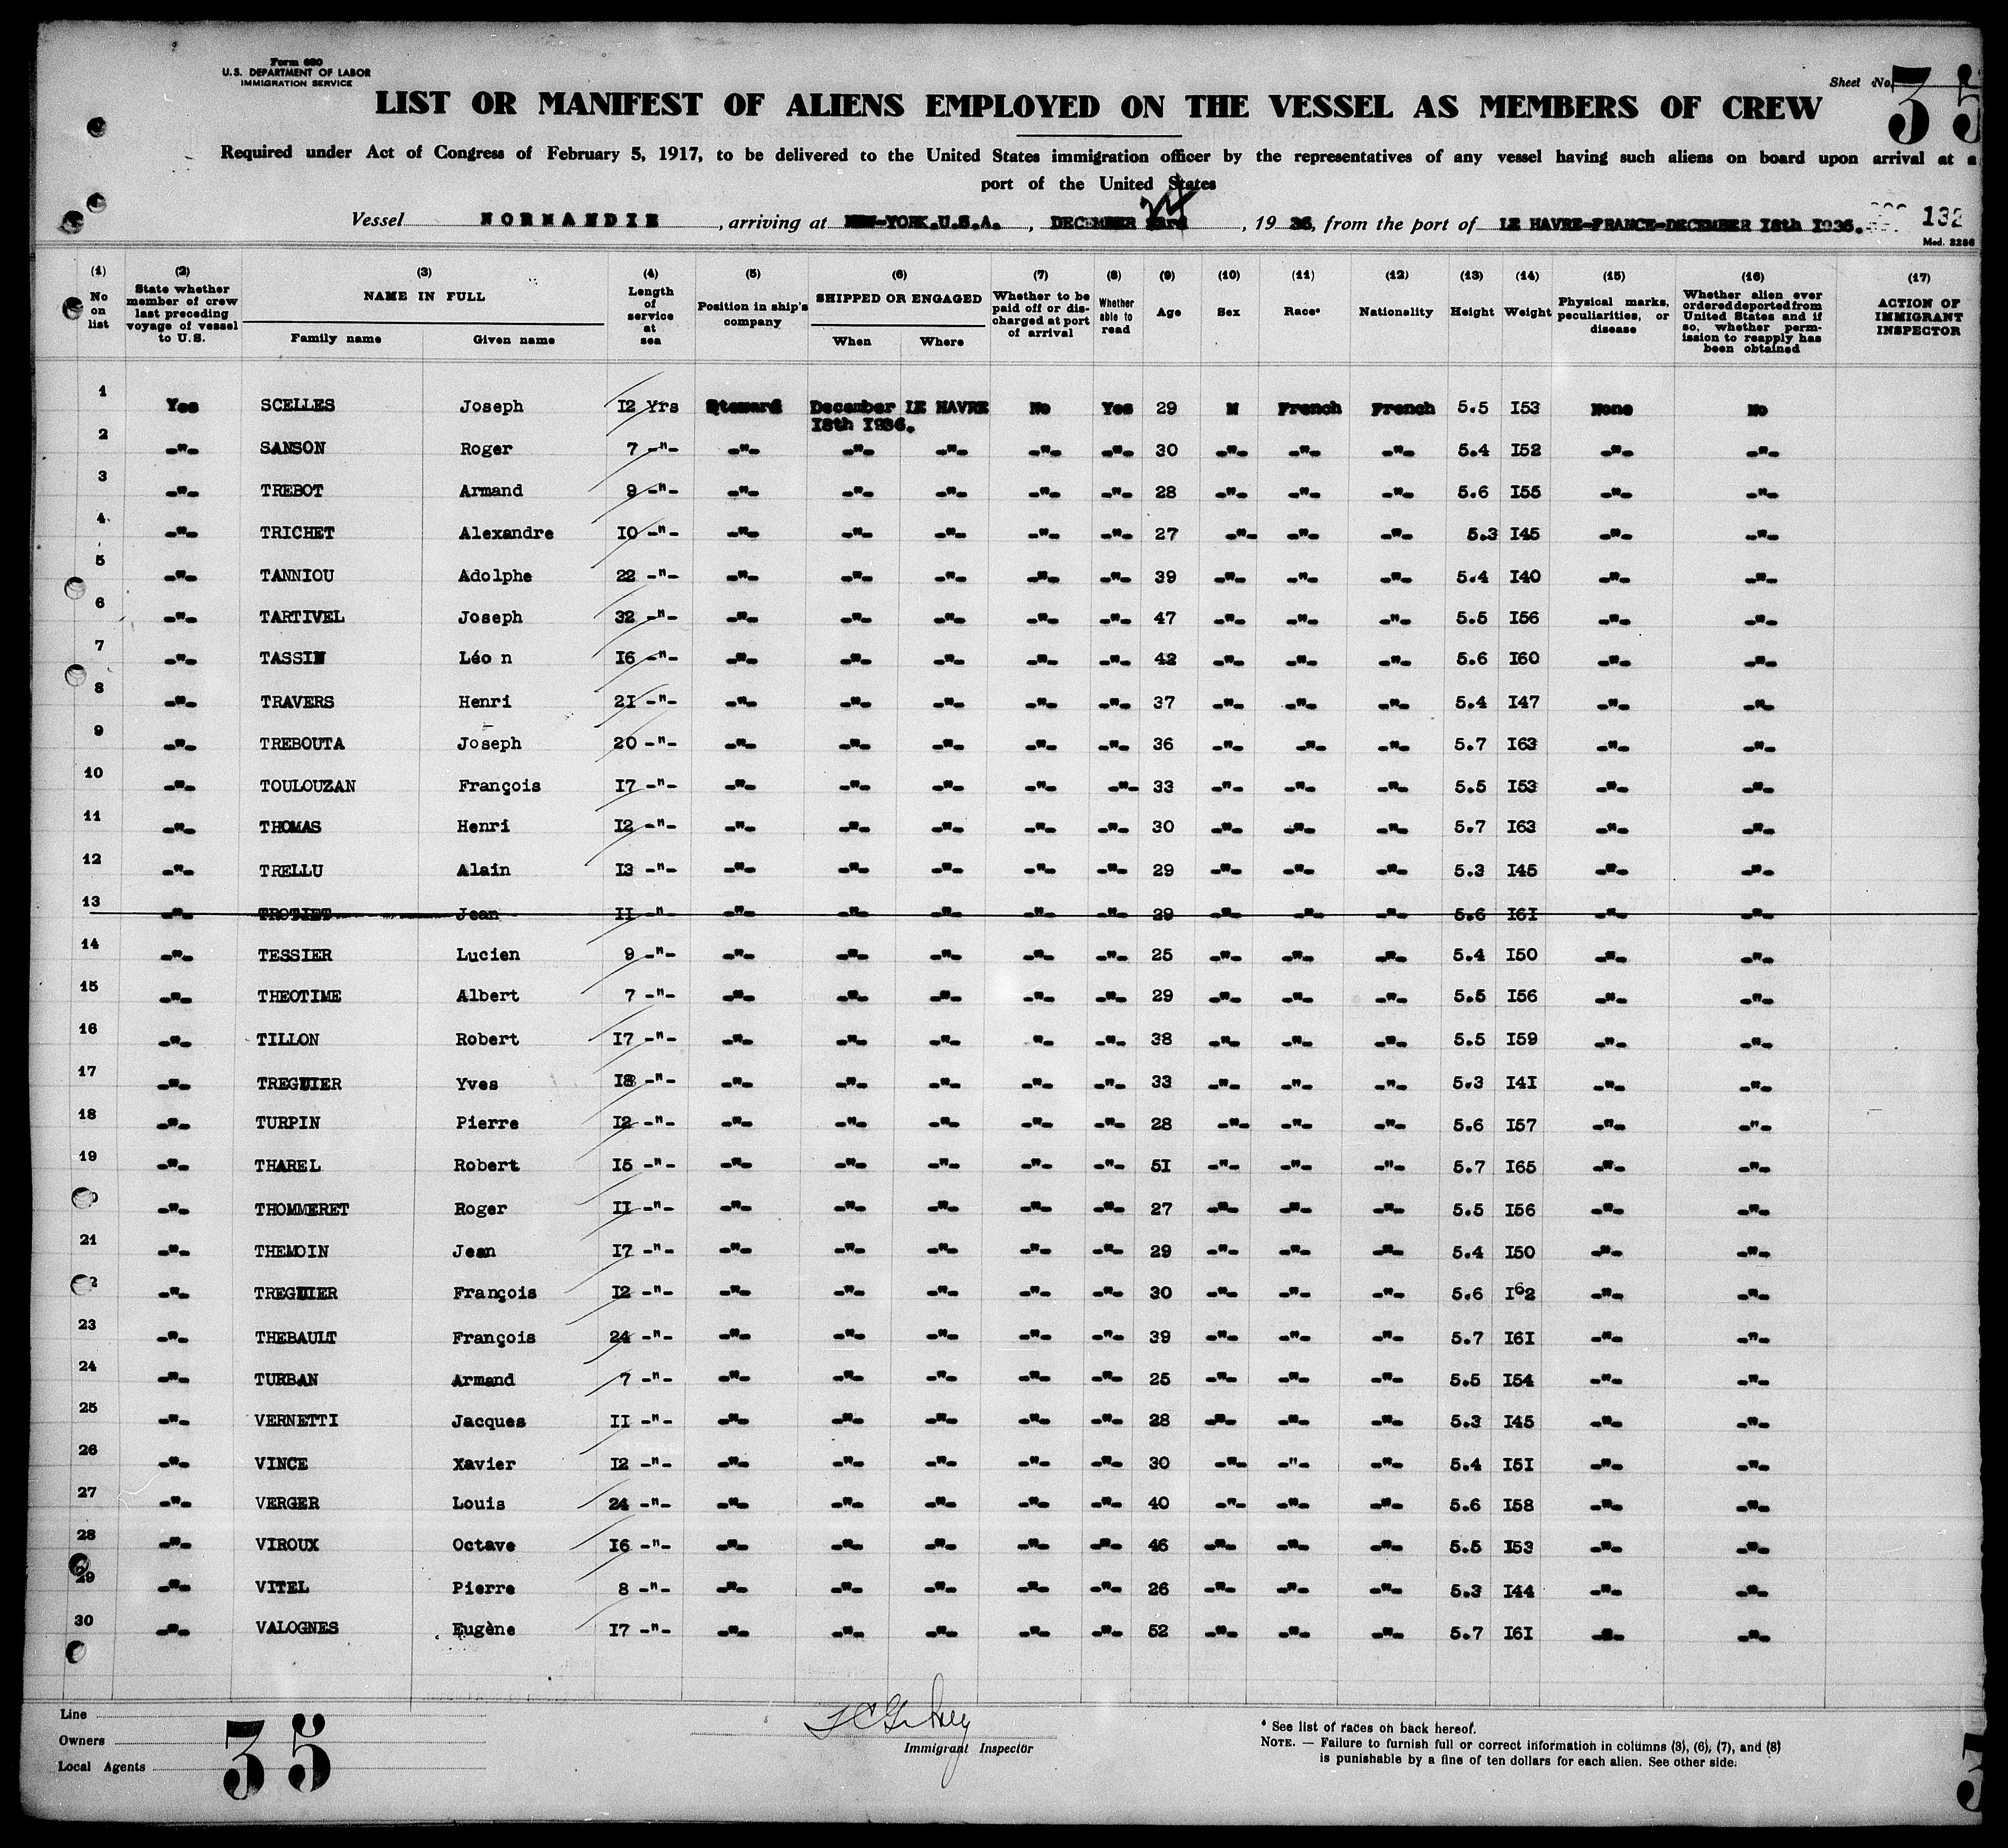 Form 680
U.S. DEPARTMENT OF LABOR
IMMIGRATION SERVICE
Sheet No. 35
LIST OR MANIFEST OF ALIENS EMPLOYED ON THE VESSEL AS MEMBERS OF CREW
Required under Act of Congress of February 5, 1917, to be delivered to the United States immigration officer by the representatives of any vessel having such aliens on board upon arrival at a
port of the United States
Vessel NORMANDIE, arriving at NEW-YORK.U.S.A., DECEMBER 23rd, 19 36, from the port of LE HAVRE-FRANCE-DECEMBER I8th I936. 132
Mod. 2286
(1) (2) (3) (4) (5) (6) (7) (8) (9) (10) (11) (12) (13) (14) (15) (16) (17)
No on list State whether member of crew last preceding voyage of vessel to U.S. NAME IN FULL Family name Given name Length of service at sea Position in ship's company SHIPPED OR ENGAGED When Where Whether to be paid off or discharged at port of arrival Whether able to read Age Sex Race* Nationality Height Weight Physical marks, peculiarities, or disease Whether alien ever ordered deported from United States and if so, whether permission to reapply has been obtained ACTION OF IMMIGRANT INSPECTOR
1 Yes SCELLES Joseph I2 Yrs Steward December I8th I936. LE HAVRE No Yes 29 M French French 5.5 I53 None No
2 -"- SANSON Roger 7 -"- -"- -"- -"- -"- -"- 30 -"- -"- -"- 5.4 I52 -"- -"-
3 -"- TREBOT Armand 9 -"- -"- -"- -"- -"- -"- 28 -"- -"- -"- 5.6 I55 -"- -"-
4 -"- TRICHET Alexandre I0 -"- -"- -"- -"- -"- -"- 27 -"- -"- -"- 5.3 I45 -"- -"-
5 -"- TANNIOU Adolphe 22 -"- -"- -"- -"- -"- -"- 39 -"- -"- -"- 5.4 I40 -"- -"-
6 -"- TARTIVEL Joseph 32 -"- -"- -"- -"- -"- -"- 47 -"- -"- -"- 5.5 I56 -"- -"-
7 -"- TASSIN Léo n I6 -"- -"- -"- -"- -"- -"- 42 -"- -"- -"- 5.6 I60 -"- -"-
8 -"- TRAVERS Henri 2I -"- -"- -"- -"- -"- -"- 37 -"- -"- -"- 5.4 I47 -"- -"-
9 -"- TREBOUTA Joseph 20 -"- -"- -"- -"- -"- -"- 36 -"- -"- -"- 5.7 I63 -"- -"-
10 -"- TOULOUZAN François I7 -"- -"- -"- -"- -"- -"- 33 -"- -"- -"- 5.5 I53 -"- -"-
11 -"- THOMAS Henri I2 -"- -"- -"- -"- -"- -"- 30 -"- -"- -"- 5.7 I63 -"- -"-
12 -"- TRELLU Alain I3 -"- -"- -"- -"- -"- -"- 29 -"- -"- -"- 5.3 I45 -"- -"-
13 -"- TROTIET Jean II -"- -"- -"- -"- -"- -"- 29 -"- -"- -"- 5.6 I6I -"- -"-
14 -"- TESSIER Lucien 9 -"- -"- -"- -"- -"- -"- 25 -"- -"- -"- 5.4 I50 -"- -"-
15 -"- THEOTIME Albert 7 -"- -"- -"- -"- -"- -"- 29 -"- -"- -"- 5.5 I56 -"- -"-
16 -"- TILLON Robert I7 -"- -"- -"- -"- -"- -"- 38 -"- -"- -"- 5.5 I59 -"- -"-
17 -"- TREGUIER Yves I8 -"- -"- -"- -"- -"- -"- 33 -"- -"- -"- 5.3 I4I -"- -"-
18 -"- TURPIN Pierre I2 -"- -"- -"- -"- -"- -"- 28 -"- -"- -"- 5.6 I57 -"- -"-
19 -"- THAREL Robert I5 -"- -"- -"- -"- -"- -"- 5I -"- -"- -"- 5.7 I65 -"- -"-
-"- THOMMERET Roger II -"- -"- -"- -"- -"- -"- 27 -"- -"- -"- 5.5 I56 -"- -"-
21 -"- THEMOIN Jean I7 -"- -"- -"- -"- -"- -"- 29 -"- -"- -"- 5.4 I50 -"- -"-
2 -"- TREGUIER François I2 -"- -"- -"- -"- -"- -"- 30 -"- -"- -"- 5.6 I62 -"- -"-
23 -"- THEBAULT François 24 -"- -"- -"- -"- -"- -"- 39 -"- -"- -"- 5.7 I6I -"- -"-
24 -"- TURBAN Armand 7 -"- -"- -"- -"- -"- -"- 25 -"- -"- -"- 5.5 I54 -"- -"-
25 -"- VERNETTI Jacques II -"- -"- -"- -"- -"- -"- 28 -"- -"- -"- 5.3 I45 -"- -"-
26 -"- VINCE Xavier I2 -"- -"- -"- -"- -"- -"- 30 -"- -"- -"- 5.4 I5I -"- -"-
27 -"- VERGER Louis 24 -"- -"- -"- -"- -"- -"- 40 -"- -"- -"- 5.6 I58 -"- -"-
28 -"- VIROUX Octave I6 -"- -"- -"- -"- -"- -"- 46 -"- -"- -"- 5.5 I53 -"- -"-
29 -"- VITEL Pierre 8 -"- -"- -"- -"- -"- -"- 26 -"- -"- -"- 5.3 I44 -"- -"-
30 -"- VALOGNES Eugène I7 -"- -"- -"- -"- -"- -"- 52 -"- -"- -"- 5.7 I6I -"- -"-
Line
Owners
Local Agents
35
Immigrant Inspector
* See list of races on back hereof.
NOTE. — Failure to furnish full or correct information in columns (3), (6), (7), and (8)
is punishable by a fine of ten dollars for each alien. See other side.